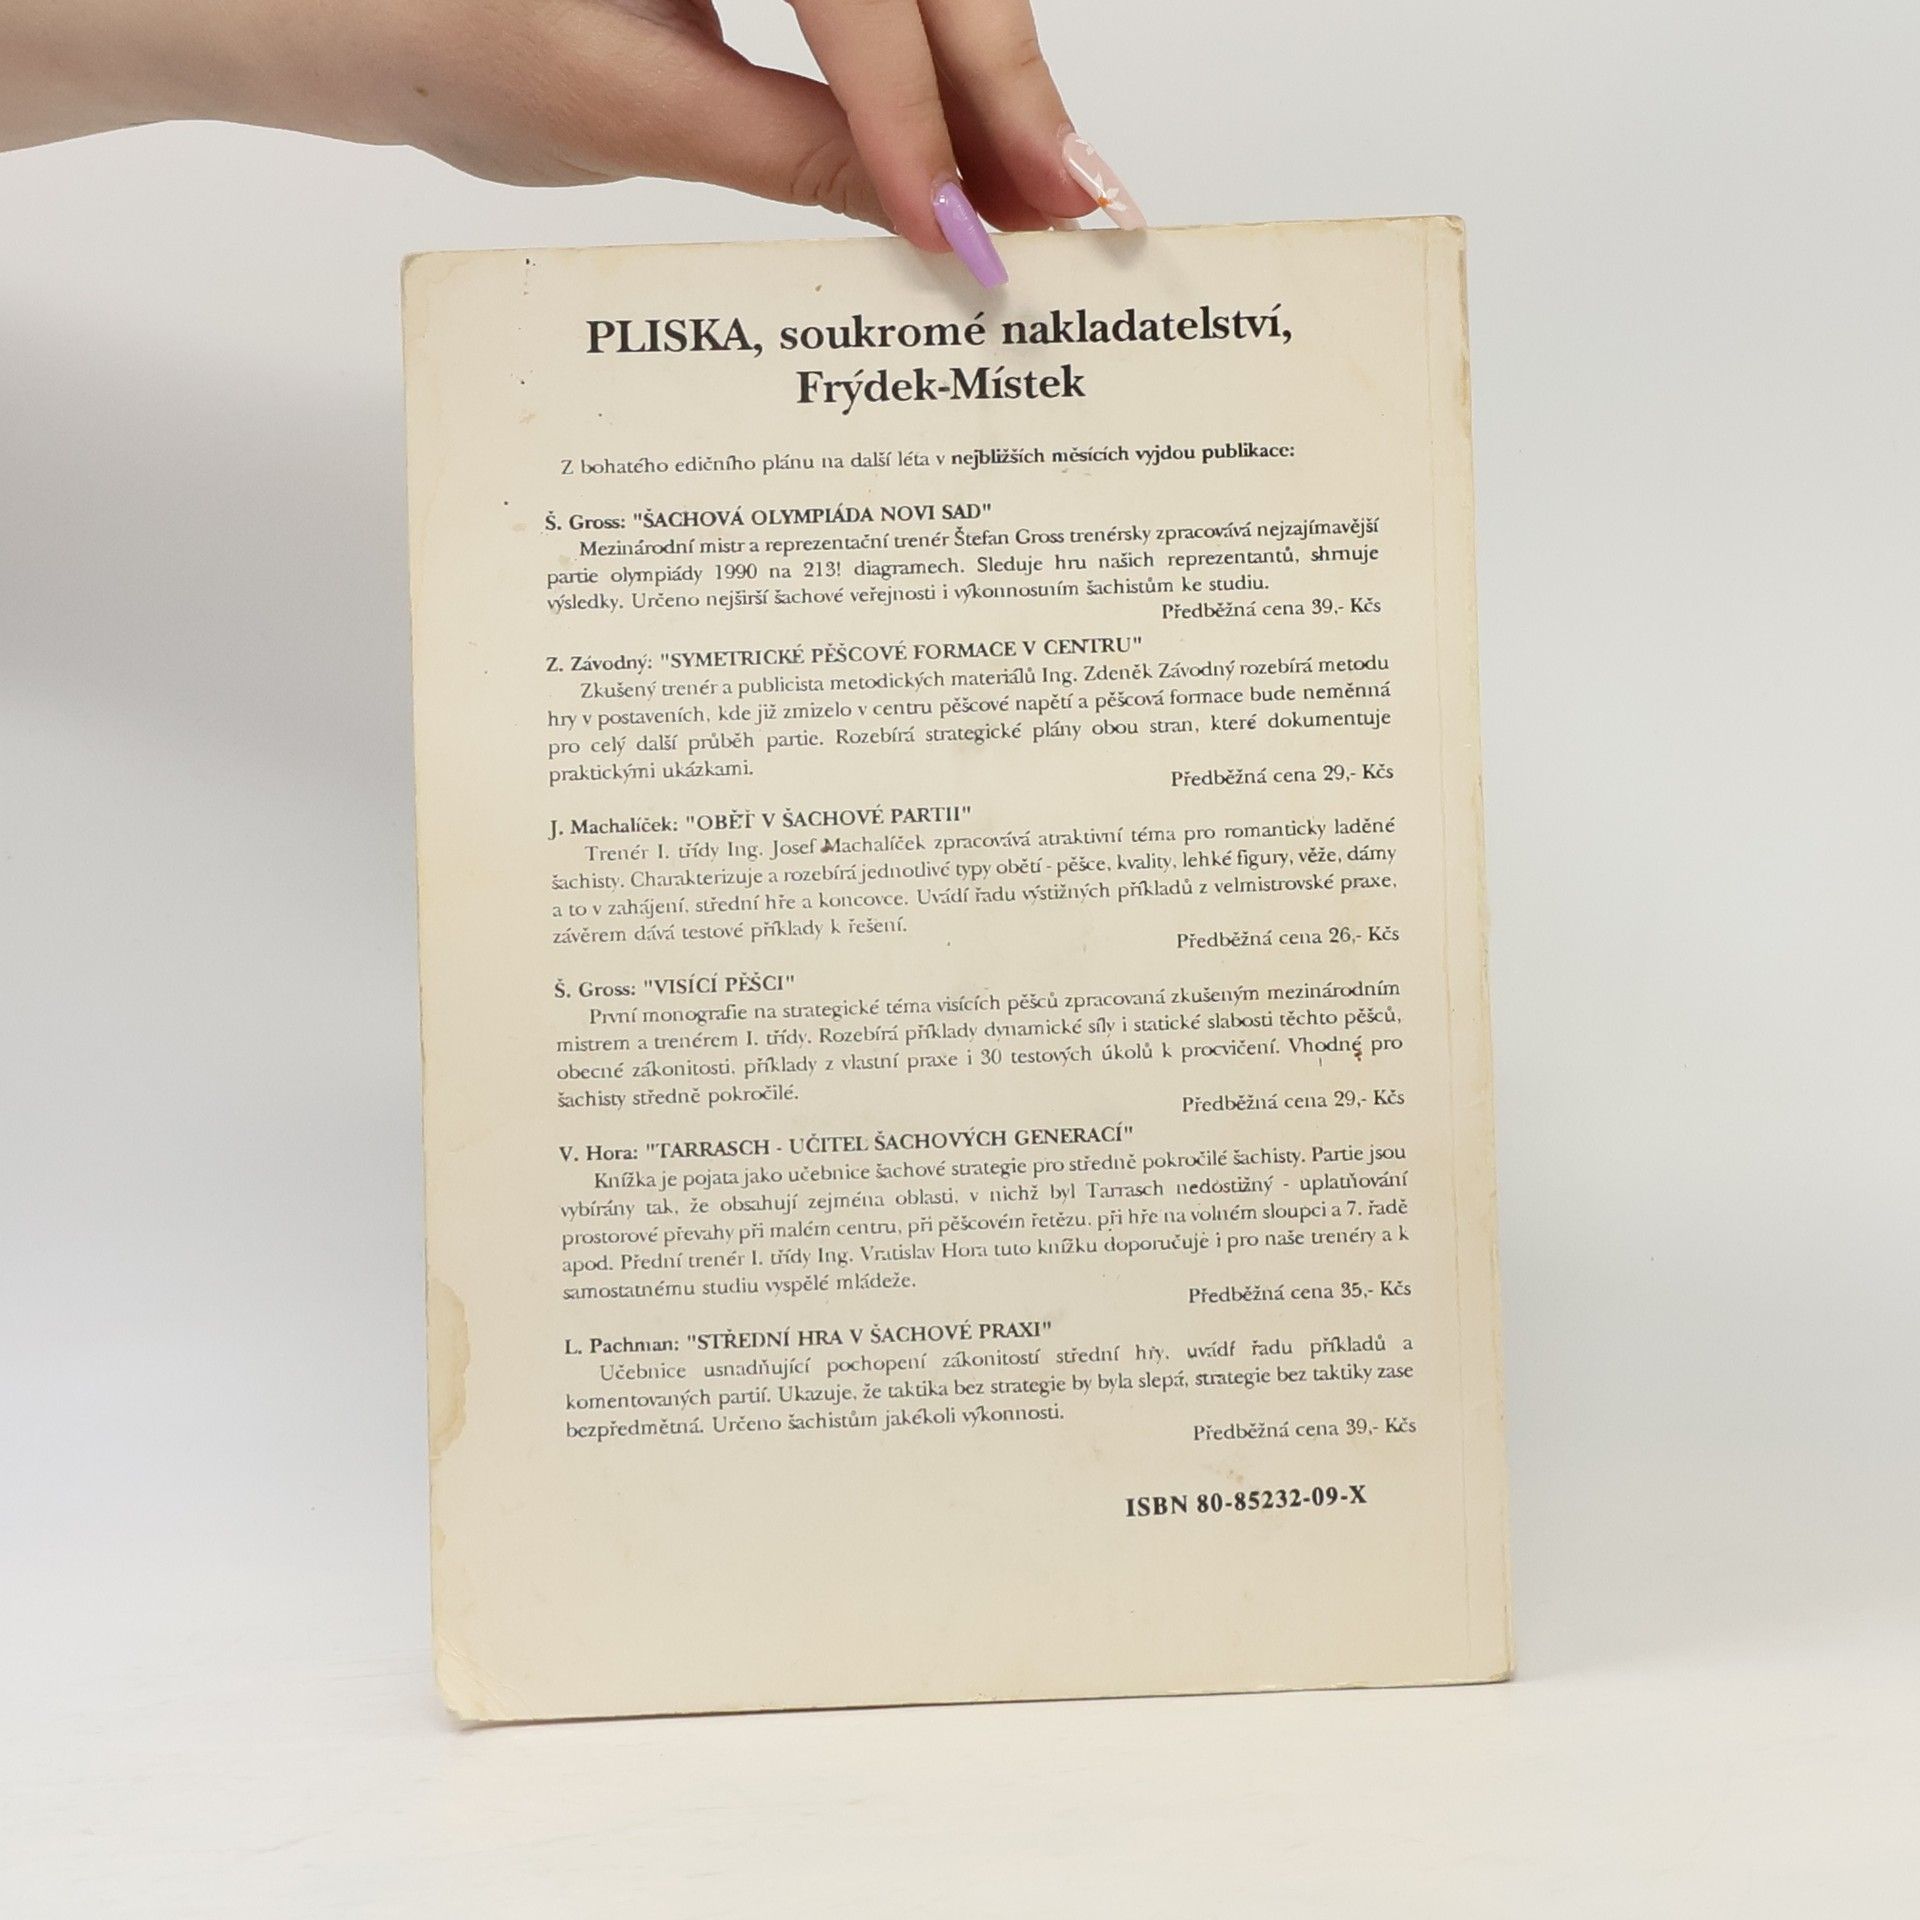 PLISKA, soukromé nakladatelství,
Frýdek-Místek
Z bohatého edičního plánu na další léta v nejbližších měsících vyjdou publikace:
Š. Gross: "ŠACHOVÁ OLYMPIÁDA NOVI SAD"
Mezinárodní mistr a reprezentační trenér Štefan Gross trenérsky zpracovává nejzajímavější
partie olympiády 1990 na 213! diagramech. Sleduje hru našich reprezentantů, shrnuje
výsledky. Určeno nejširší šachové veřejnosti i výkonnostním šachistům ke studiu.
Předběžná cena 39,- Kčs
Z. Závodný: "SYMETRICKÉ PĚŠCOVÉ FORMACE V CENTRU"
Zkušený trenér a publicista metodických materiálů Ing. Zdeněk Závodný rozebírá metodu
hry v postaveních, kde již zmizelo v centru pěšcové napětí a pěšcová formace bude neměnná
pro celý další průběh partie. Rozebírá strategické plány obou stran, které dokumentuje
praktickými ukázkami.
Předběžná cena 29,- Kčs
J. Machalíček: "OBĚŤ V ŠACHOVÉ PARTII"
Trenér I. třídy Ing. Josef Machalíček zpracovává atraktivní téma pro romanticky laděné
šachisty. Charakterizuje a rozebírá jednotlivé typy obětí - pěšce, kvality, lehké figury, věže, dámy
a to v zahájení, střední hře a koncovce. Uvádí řadu výstižných příkladů z velmistrovské praxe,
závěrem dává testové příklady k řešení.
Předběžná cena 26,- Kčs
Š. Gross: "VISÍCÍ PĚŠCI"
První monografie na strategické téma visících pěšců zpracovaná zkušeným mezinárodním
mistrem a trenérem I. třídy. Rozebírá příklady dynamické síly i statické slabosti těchto pěšců,
obecné zákonitosti, příklady z vlastní praxe i 30 testových úkolů k procvičení. Vhodné pro
šachisty středně pokročilé.
Předběžná cena 29,- Kčs
V. Hora: "TARRASCH - UČITEL ŠACHOVÝCH GENERACÍ"
Knížka je pojata jako učebnice šachové strategie pro středně pokročilé šachisty. Partie jsou
vybírány tak, že obsahují zejména oblasti, v nichž byl Tarrasch nedostižný - uplatňování
prostorové převahy při malém centru, při pěšcovém řetězu, při hře na volném sloupci a 7. řadě
apod. Přední trenér I. třídy Ing. Vratislav Hora tuto knížku doporučuje i pro naše trenéry a k
samostatnému studiu vyspělé mládeže.
Předběžná cena 35,- Kčs
L. Pachman: "STŘEDNÍ HRA V ŠACHOVÉ PRAXI"
Učebnice usnadňující pochopení zákonitostí střední hry, uvádí řadu příkladů a
komentovaných partií. Ukazuje, že taktika bez strategie by byla slepá, strategie bez taktiky zase
bezpředmětná. Určeno šachistům jakékoli výkonnosti.
Předběžná cena 39,- Kčs
ISBN 80-85232-09-X